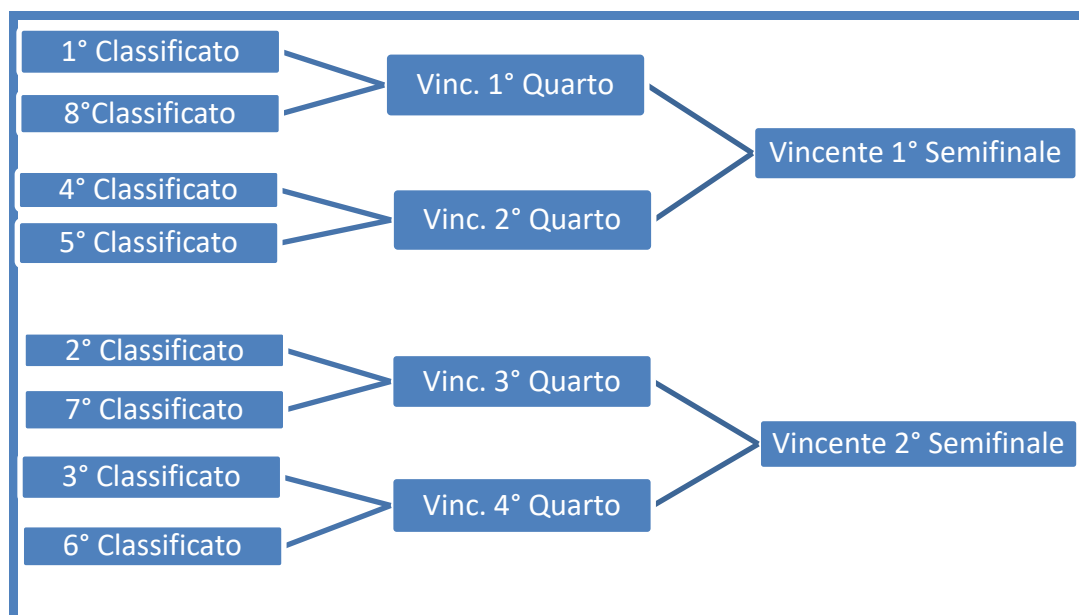 1° Classificato
8°Classificato
Vinc. 1° Quarto
4° Classificato
5° Classificato
Vinc. 2° Quarto
Vincente 1° Semifinale
2° Classificato
7° Classificato
Vinc. 3° Quarto
3° Classificato
6° Classificato
Vinc. 4° Quarto
Vincente 2° Semifinale